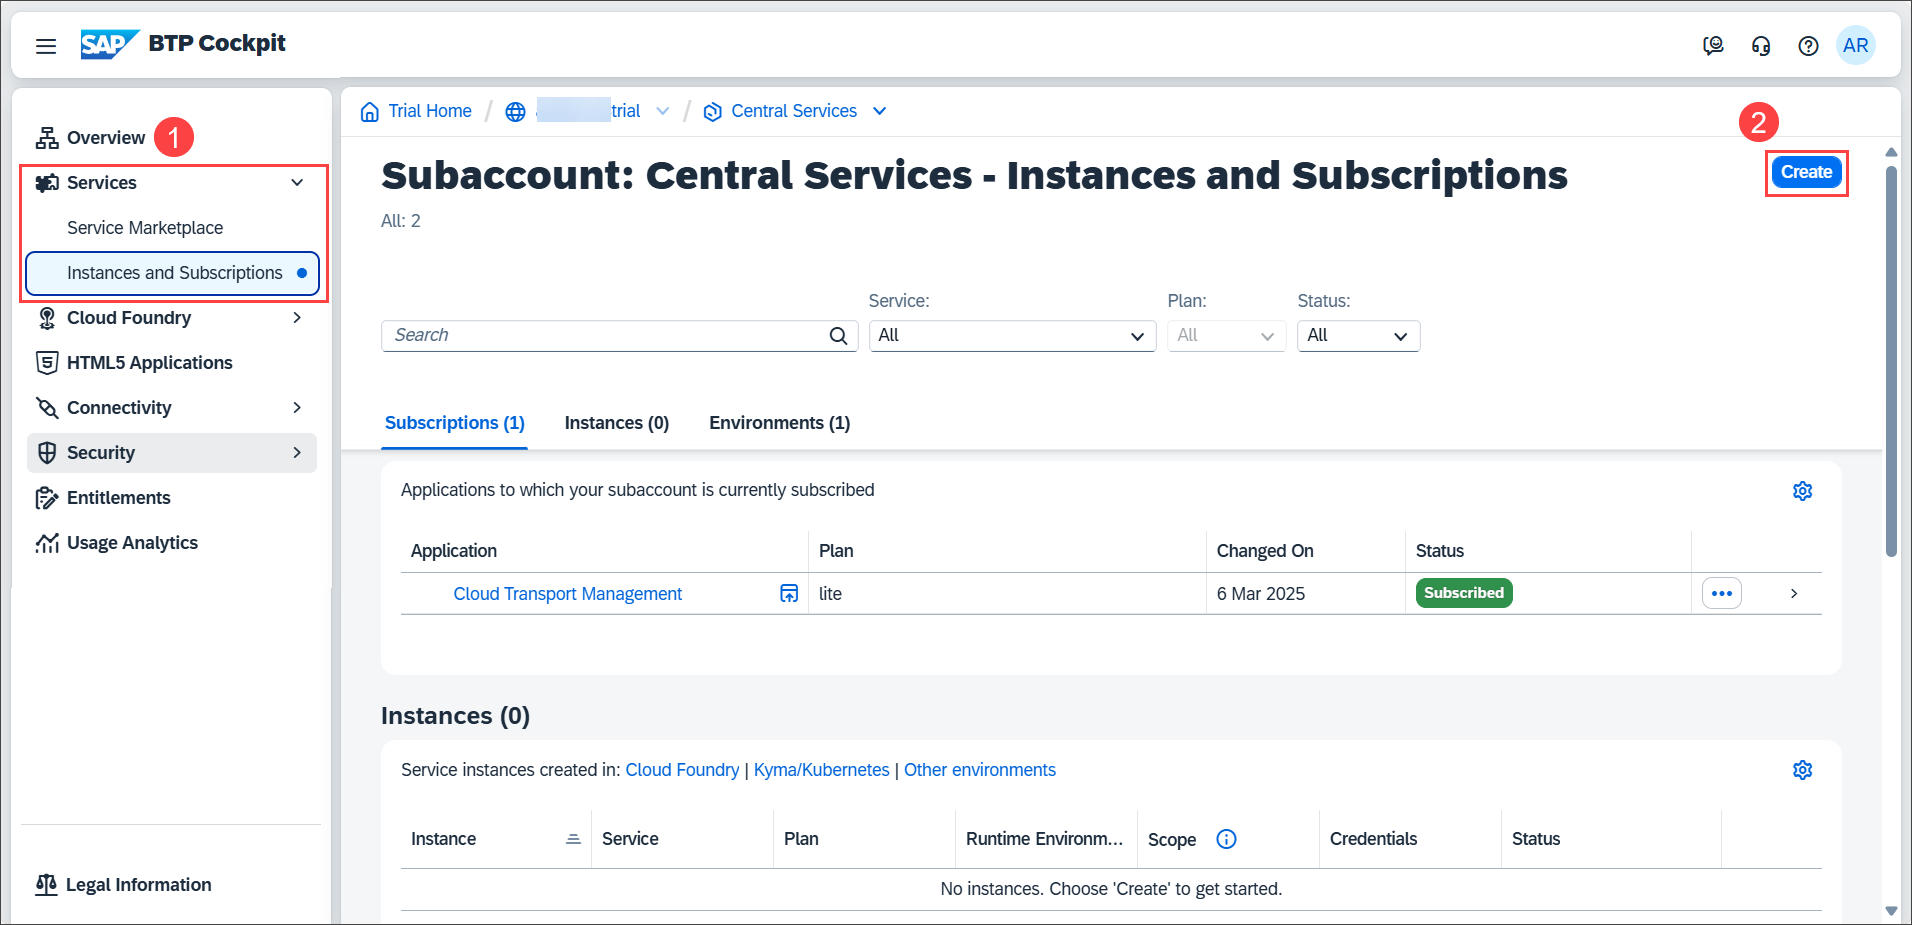 SAP BTP Cockpit
AR
Overview 1
Services
Service Marketplace
Instances and Subscriptions
Cloud Foundry
HTML5 Applications
Connectivity
Security
Entitlements
Usage Analytics
Legal Information
Trial Home / trial / Central Services
2
Subaccount: Central Services - Instances and Subscriptions
Create
All: 2
Service: Plan: Status:
Search All All All
Subscriptions (1) Instances (0) Environments (1)
Applications to which your subaccount is currently subscribed
Application Plan Changed On Status
Cloud Transport Management lite 6 Mar 2025 Subscribed
Instances (0)
Service instances created in: Cloud Foundry | Kyma/Kubernetes | Other environments
Instance Service Plan Runtime Environm... Scope Credentials Status
No instances. Choose 'Create' to get started.